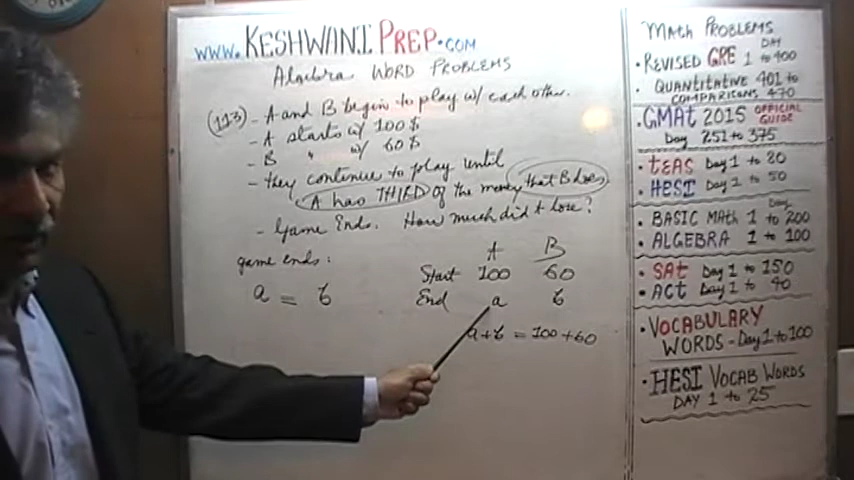 www.KESHWANI PREP.com
Algebra WORD PROBLEMS
(113) - A and B begin to play w/ each other.
- A starts w/ 100$
- B " w/ 60$
- they continue to play until
A has THIRD of the money that B does
- Game Ends. How much did A lose?
game ends:
a = b
A B
Start 100 60
End a b
a+b = 100+60
MATH PROBLEMS
• REVISED GRE DAY 1 to 400
• QUANTITATIVE 401 to
COMPARISONS 470
• GMAT 2015 OFFICIAL GUIDE
Day 251 to 375
• TEAS Day 1 to 80
• HESI Day 1 to 50
Day
• BASIC MATH 1 to 200
• ALGEBRA 1 to 100
• SAT Day 1 to 150
• ACT Day 1 to 40
• VOCABULARY
WORDS - Day 1 to 100
• HESI VOCAB WORDS
DAY 1 to 25